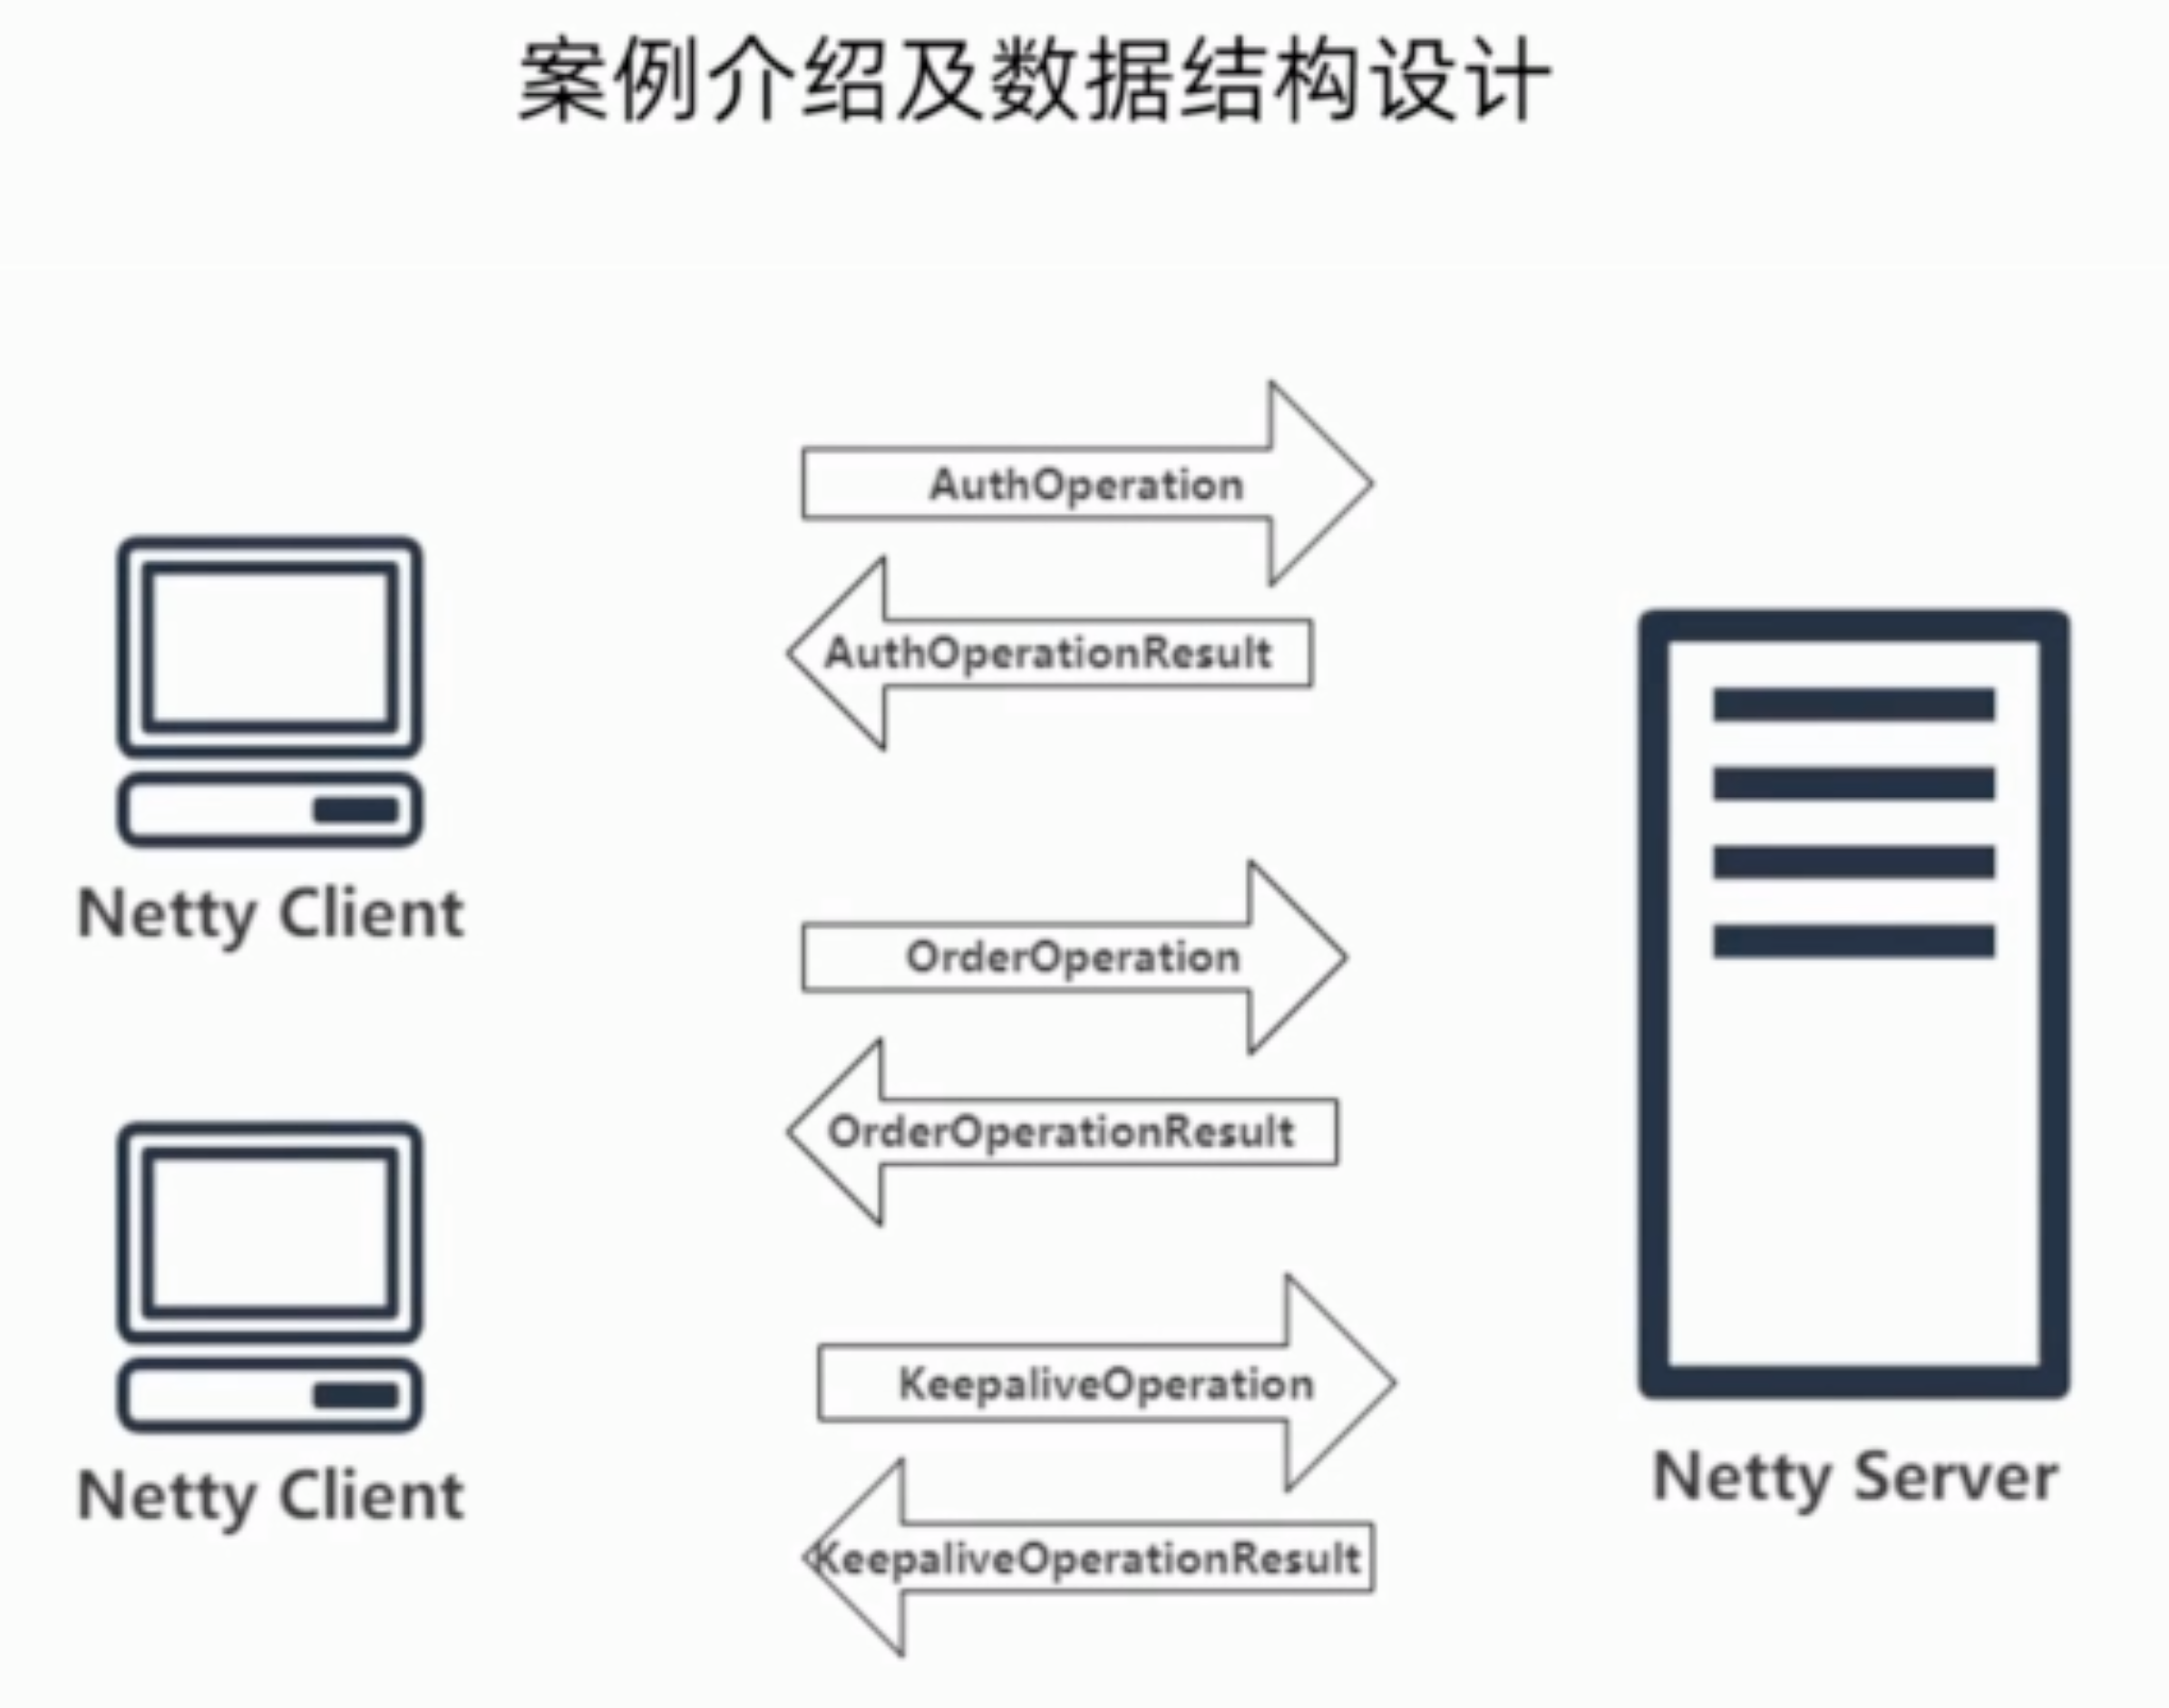 案例介绍及数据结构设计
AuthOperation
AuthOperationResult
Netty Client
OrderOperation
OrderOperationResult
KeepaliveOperation
Netty Client
Netty Server
KeepaliveOperationResult